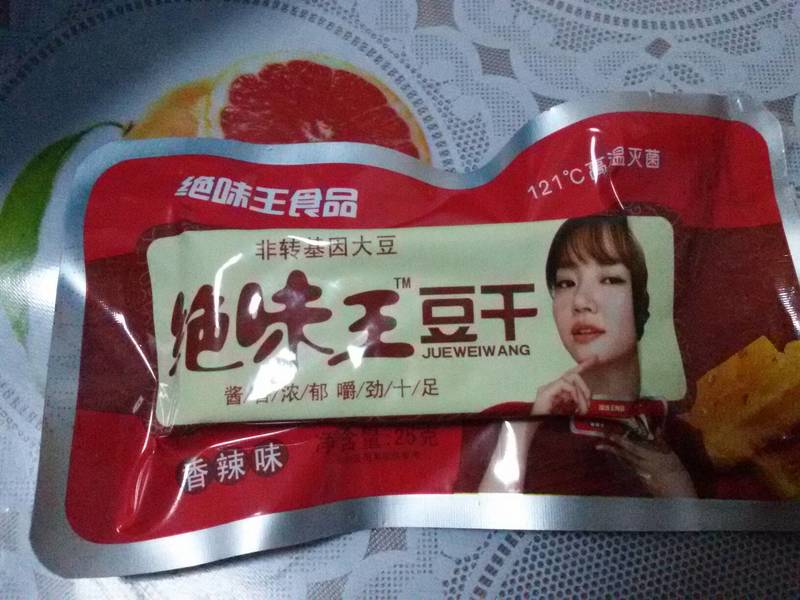 绝味王食品
121℃高温灭菌
非转基因大豆
绝味王™豆干
JUEWEIWANG
酱/香/浓/郁 嚼/劲/十/足
净含量:25克
香辣味